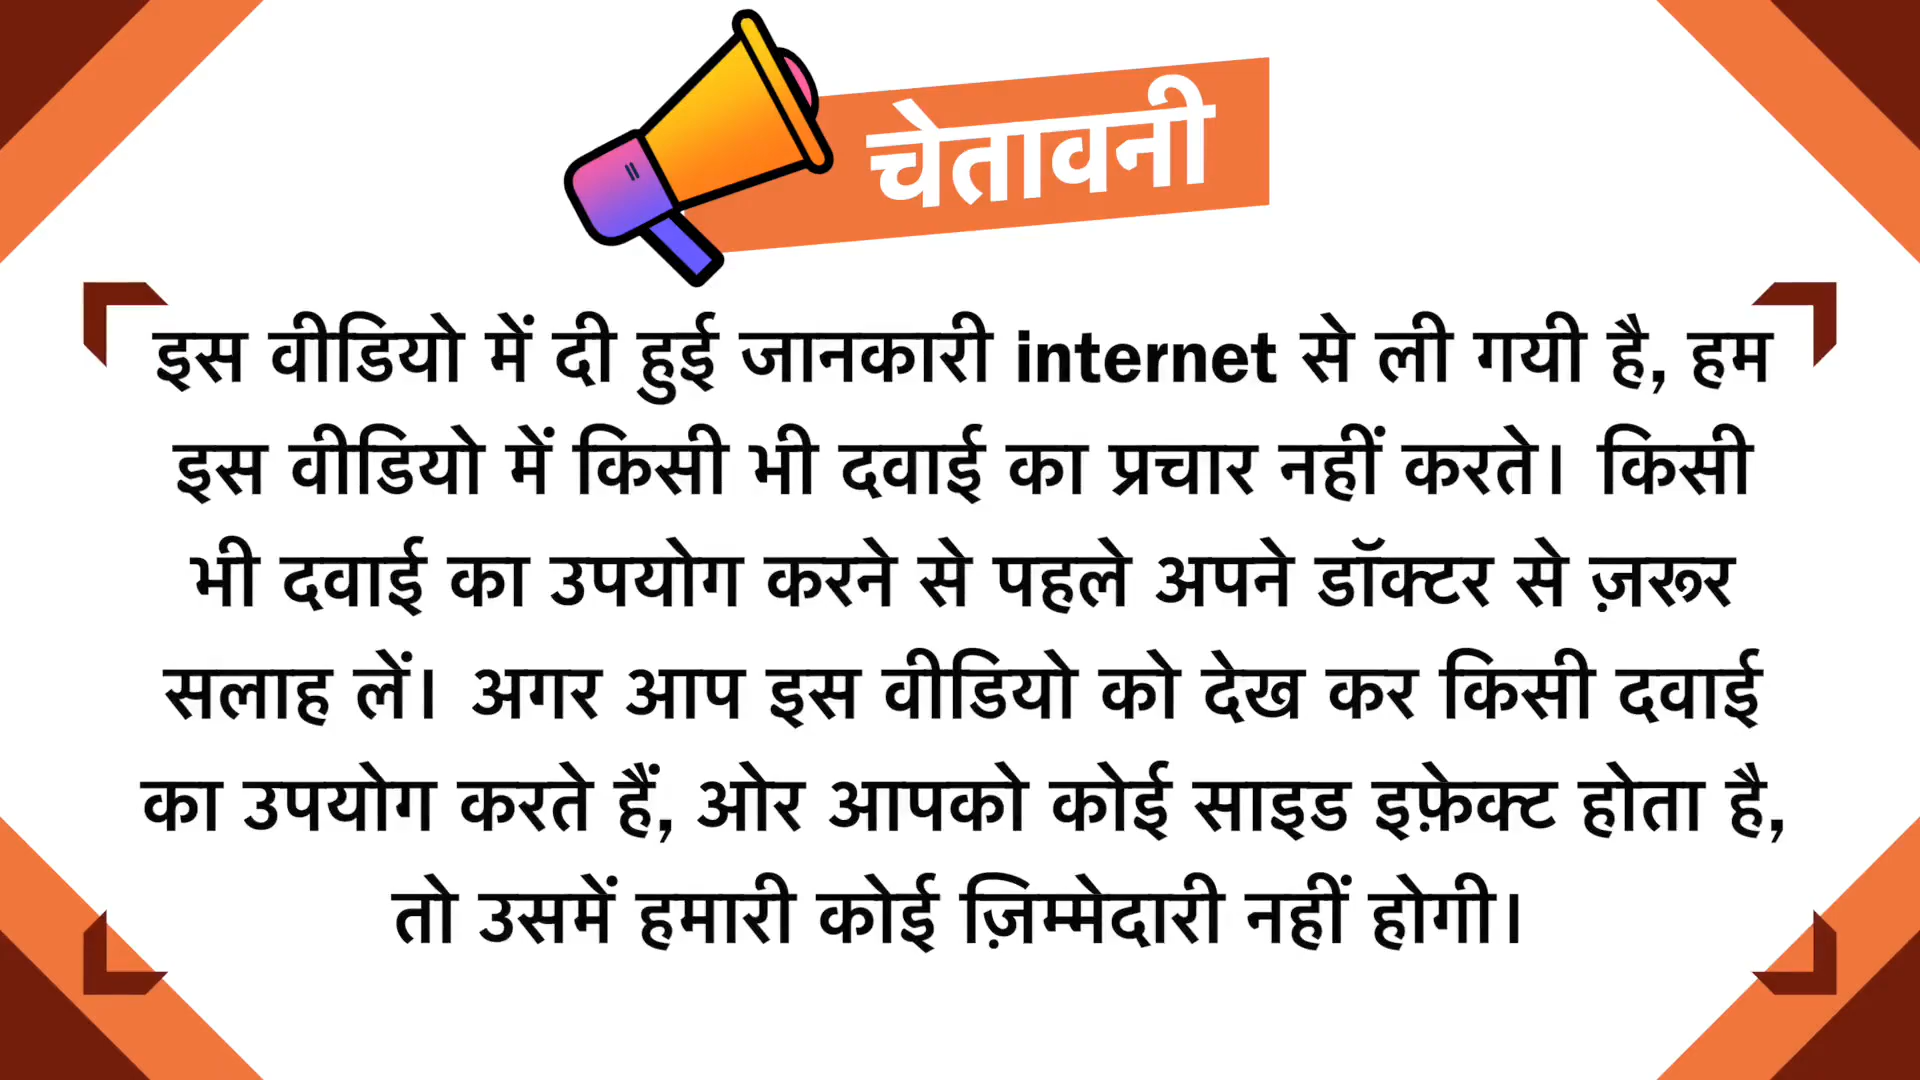 चेतावनी
इस वीडियो में दी हुई जानकारी internet से ली गयी है, हम
इस वीडियो में किसी भी दवाई का प्रचार नहीं करते। किसी
भी दवाई का उपयोग करने से पहले अपने डॉक्टर से ज़रूर
सलाह लें। अगर आप इस वीडियो को देख कर किसी दवाई
का उपयोग करते हैं, ओर आपको कोई साइड इफ़ेक्ट होता है,
तो उसमें हमारी कोई ज़िम्मेदारी नहीं होगी।